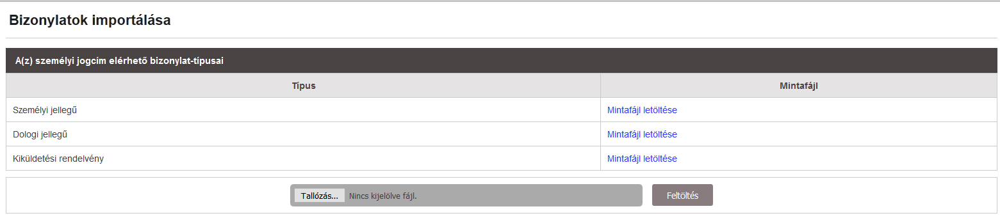 Bizonylatok importálása
A(z) személyi jogcím elérhető bizonylat-típusai
Típus Mintafájl
Személyi jellegű Mintafájl letöltése
Dologi jellegű Mintafájl letöltése
Kiküldetési rendelvény Mintafájl letöltése
Tallózás... Nincs kijelölve fájl. Feltöltés